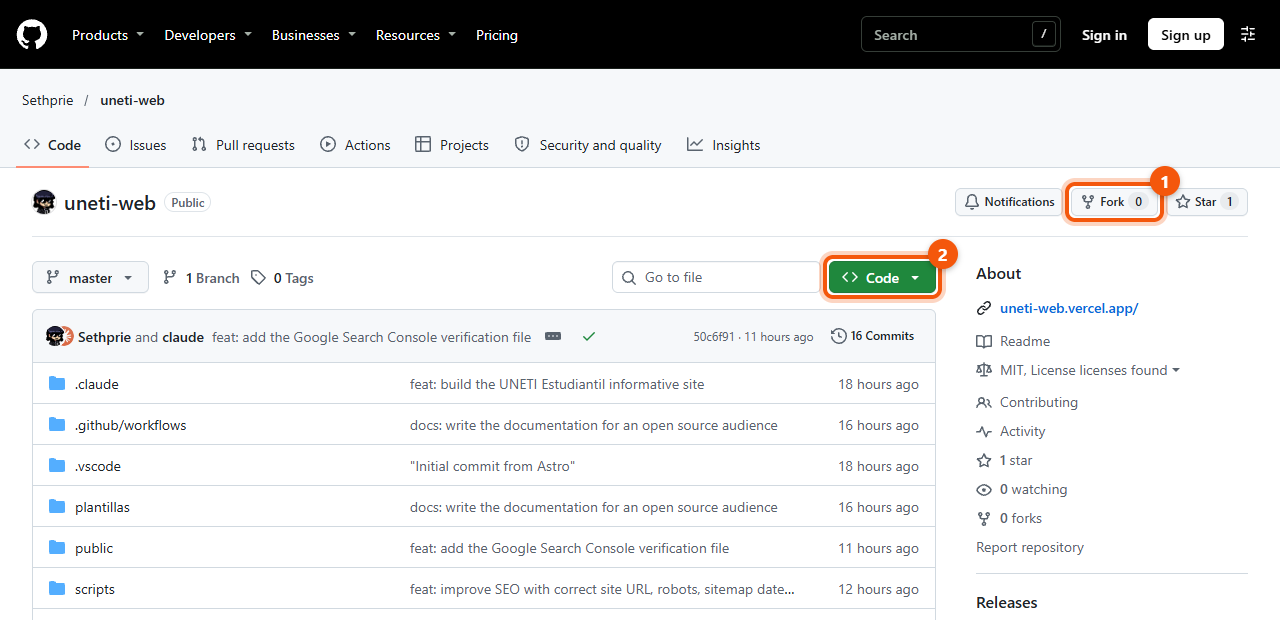 Products Developers Businesses Resources Pricing Search / Sign in Sign up
Sethprie / uneti-web
Code Issues Pull requests Actions Projects Security and quality Insights
1
uneti-web Public Notifications Fork 0 Star 1
2
master 1 Branch 0 Tags Go to file Code
About
uneti-web.vercel.app/
Sethprie and claude feat: add the Google Search Console verification file 50c6f91 · 11 hours ago 16 Commits
Readme
.claude feat: build the UNETI Estudiantil informative site 18 hours ago
MIT, License licenses found
Contributing
.github/workflows docs: write the documentation for an open source audience 16 hours ago
Activity
.vscode "Initial commit from Astro" 18 hours ago
1 star
0 watching
plantillas docs: write the documentation for an open source audience 16 hours ago
0 forks
public feat: add the Google Search Console verification file 11 hours ago
Report repository
scripts feat: improve SEO with correct site URL, robots, sitemap date... 12 hours ago
Releases